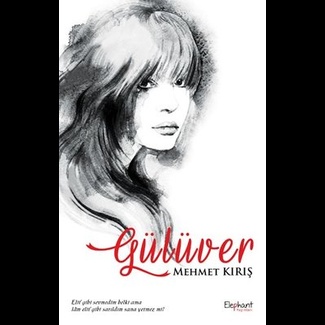 Gülüver
MEHMET KIRIŞ
Elif gibi sevmedim belki ama
lâm elif gibi sarıldım sana yetmez mi!
Elephant